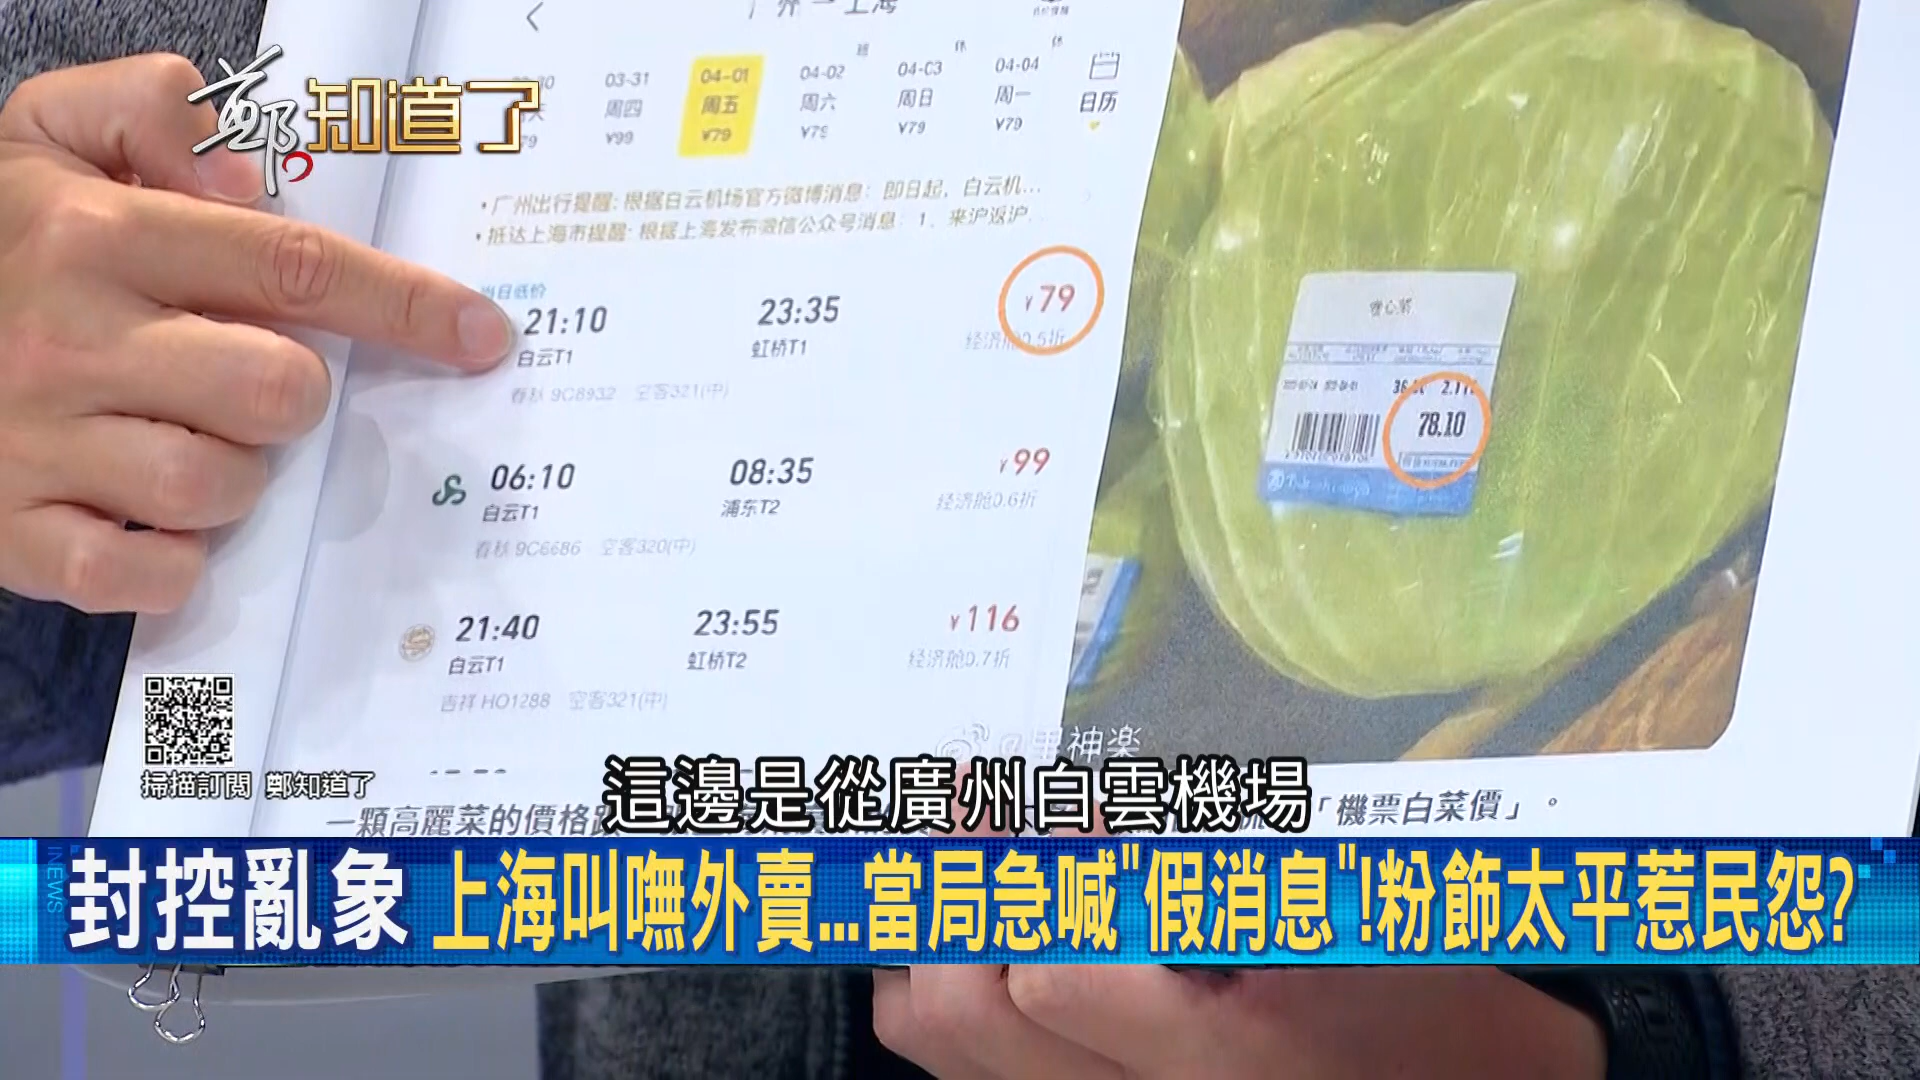 鄭知道了
03-31
04-01
04-02
04-03
04-04
周四
周五
周六
周日
周一
日历
¥99
¥79
¥79
¥79
¥79
班
休
休
•广州出行提醒: 根据白云机场官方微博消息：即日起，白云机...
•抵达上海市提醒: 根据上海发布微信公众号消息：1、来沪返沪...
当日低价
21:10
23:35
¥79
白云T1
虹桥T1
经济舱0.5折
春秋 9C8932 空客321(中)
06:10
08:35
¥99
白云T1
浦东T2
经济舱0.6折
春秋 9C6686 空客320(中)
21:40
23:55
¥116
白云T1
虹桥T2
经济舱0.7折
吉祥 HO1288 空客321(中)
78.10
掃描訂閱 鄭知道了
一顆高麗菜的價格
「機票白菜價」。
這邊是從廣州白雲機場
INEWS
封控亂象
上海叫嘸外賣...當局急喊"假消息"!粉飾太平惹民怨?